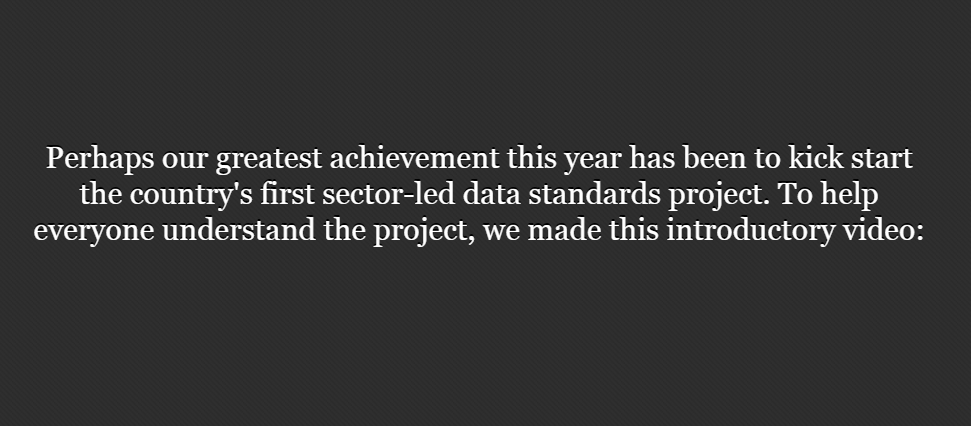 Perhaps our greatest achievement this year has been to kick start
the country's first sector-led data standards project. To help
everyone understand the project, we made this introductory video: